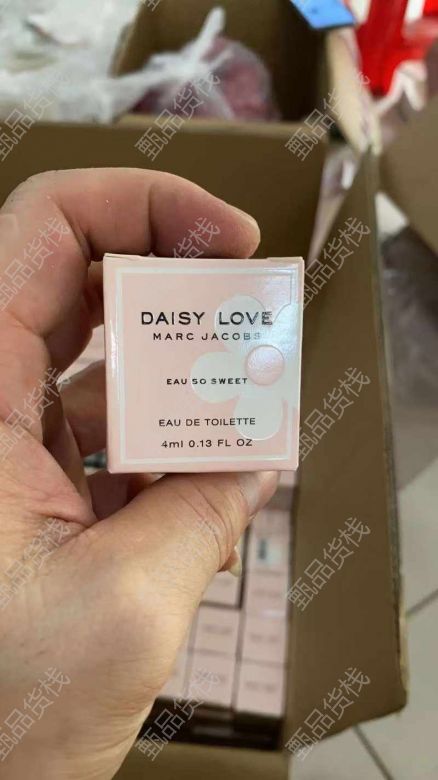 DAISY LOVE
MARC JACOBS
EAU SO SWEET
EAU DE TOILETTE
4ml 0.13 FL OZ
甄品货栈